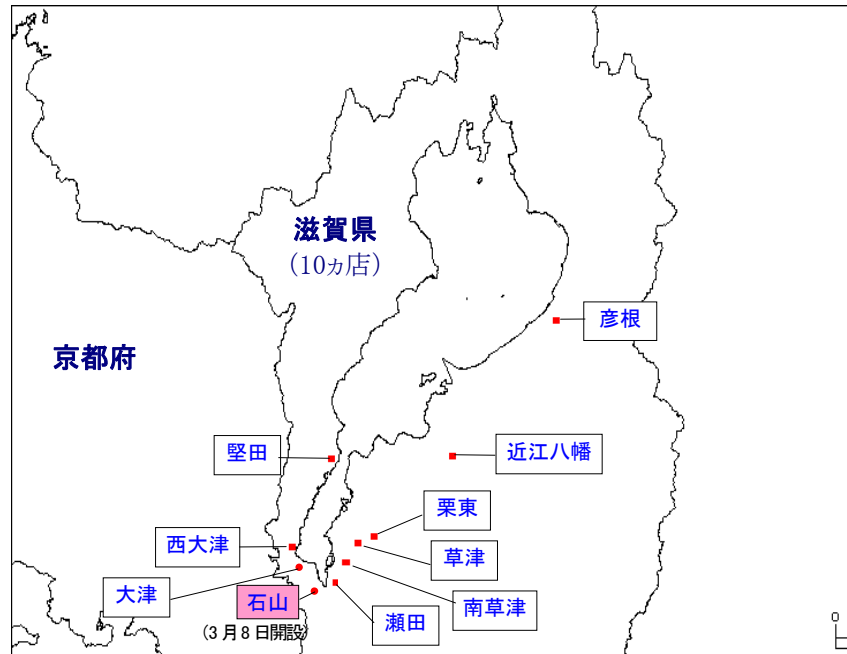 滋賀県
(10ヵ店)
彦根
京都府
堅田
近江八幡
栗東
西大津
草津
大津
石山
南草津
(3月8日開設)
瀬田
0